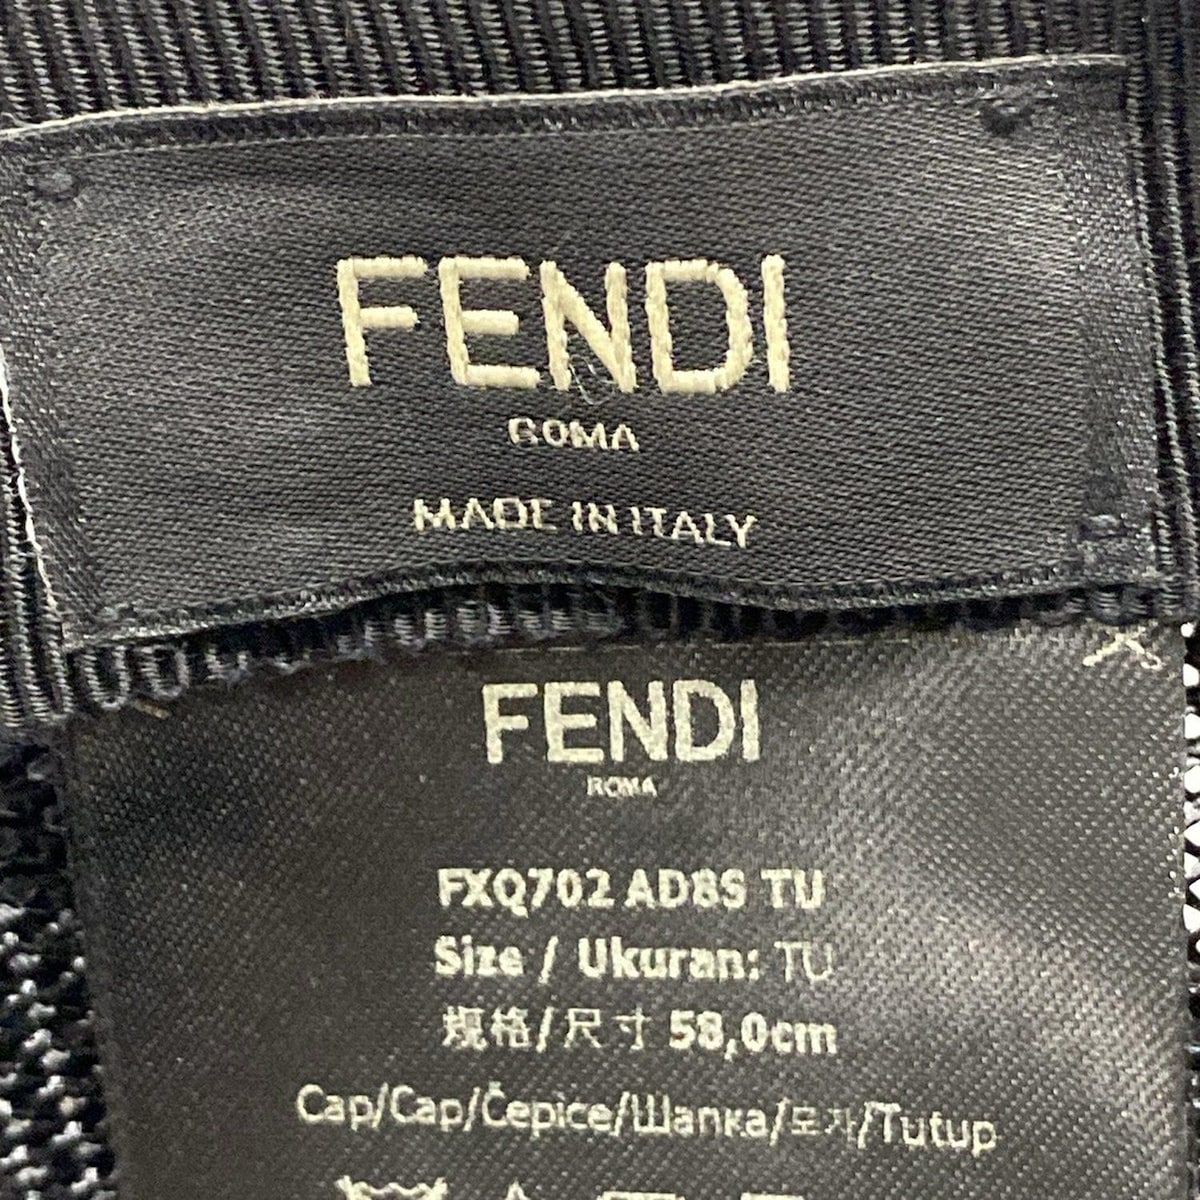 FENDI
ROMA
MADE IN ITALY
FENDI
ROMA
FXQ702 AD8S TU
Size / Ukuran: TU
规格/尺寸 58,0cm
Cap/Cap/Čepice/Шапка/모자/Tutup